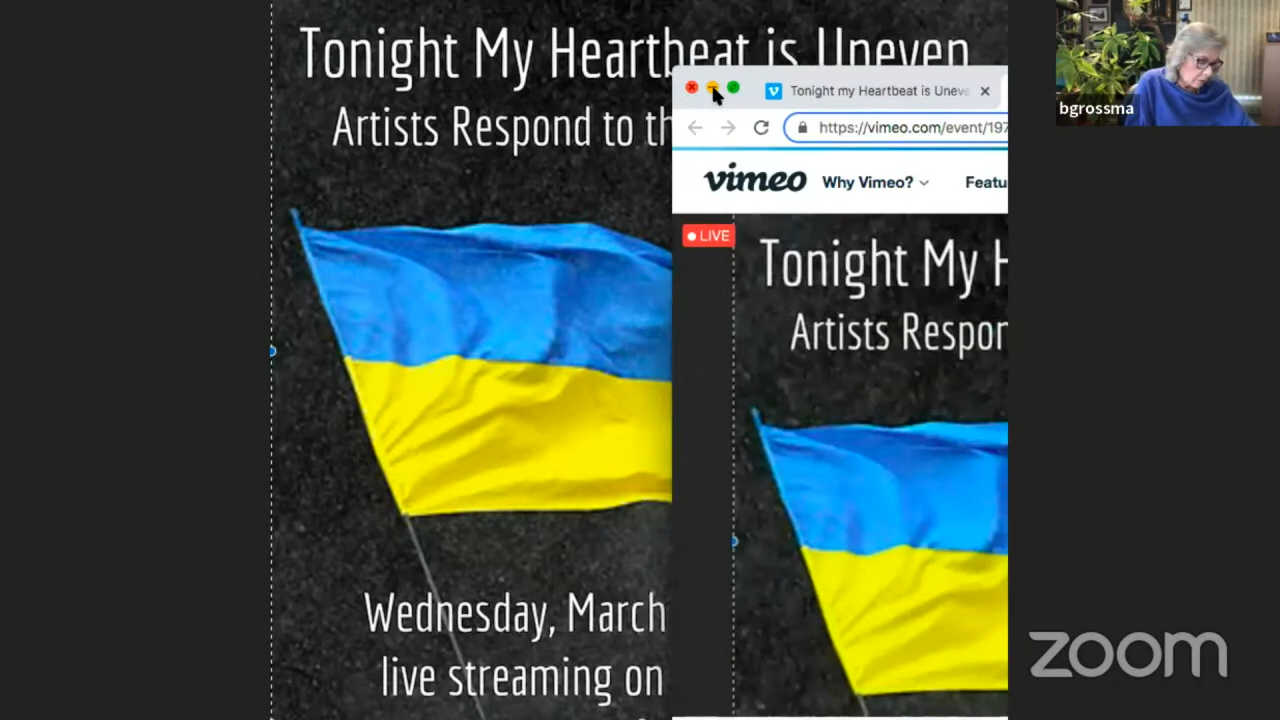 Tonight My Heartbeat is Uneven
Artists Respond to th
Wednesday, March
live streaming on
Tonight my Heartbeat is Uneve
https://vimeo.com/event/197
vimeo Why Vimeo? Featu
LIVE
Tonight My H
Artists Respon
bgrossma
zoom